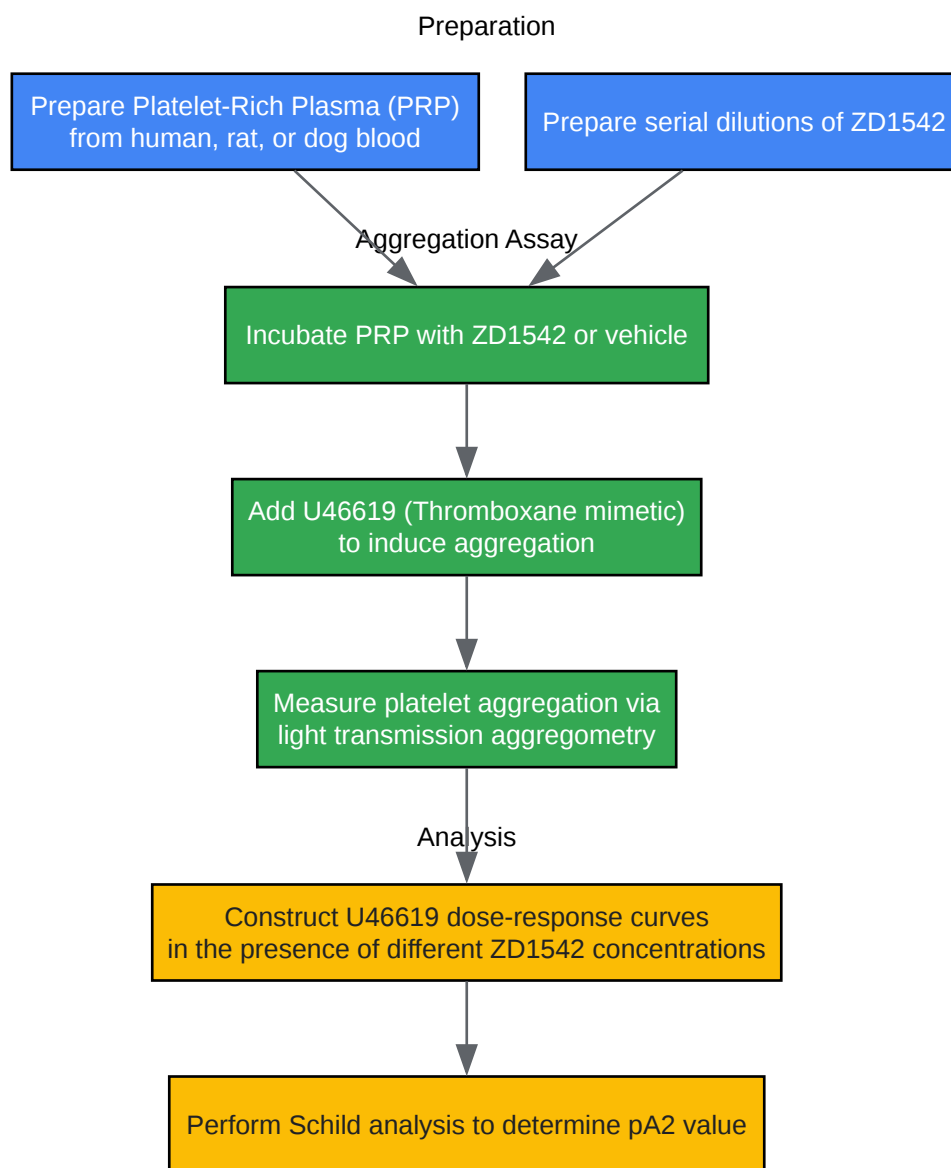 Preparation
Prepare Platelet-Rich Plasma (PRP)
from human, rat, or dog blood
Prepare serial dilutions of ZD1542
Aggregation Assay
Incubate PRP with ZD1542 or vehicle
Add U46619 (Thromboxane mimetic)
to induce aggregation
Measure platelet aggregation via
light transmission aggregometry
Analysis
Construct U46619 dose-response curves
in the presence of different ZD1542 concentrations
Perform Schild analysis to determine pA2 value